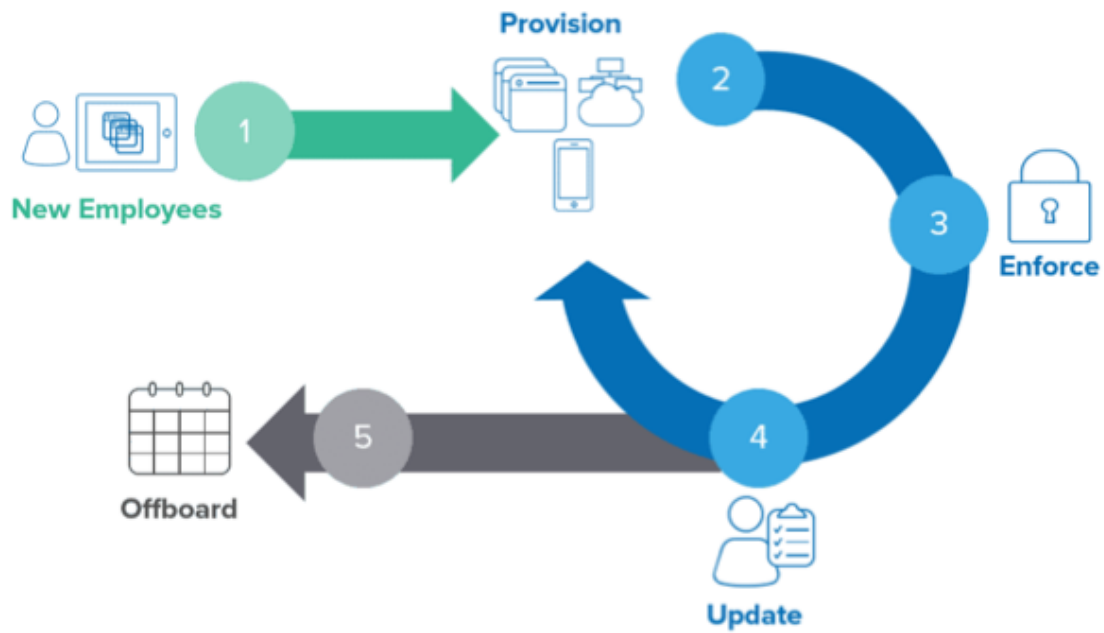 Provision
2
1
New Employees
3
Enforce
5
4
Offboard
Update